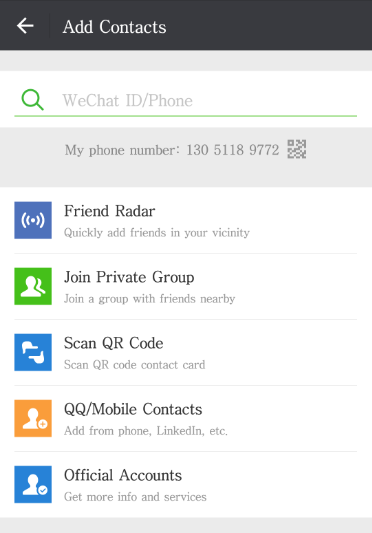 Add Contacts
WeChat ID/Phone
My phone number: 130 5118 9772
Friend Radar
Quickly add friends in your vicinity
Join Private Group
Join a group with friends nearby
Scan QR Code
Scan QR code contact card
QQ/Mobile Contacts
Add from phone, LinkedIn, etc.
Official Accounts
Get more info and services